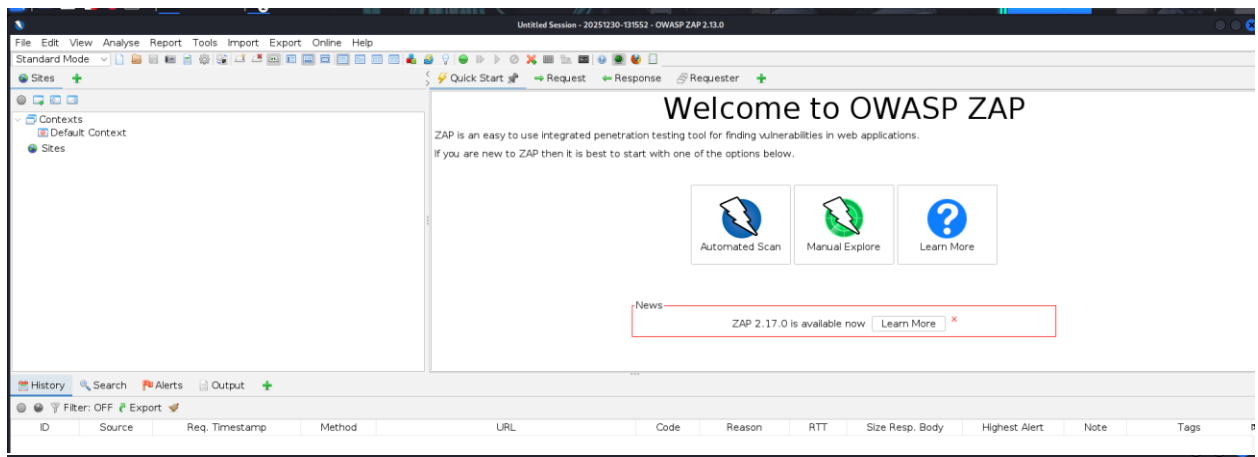 Untitled Session - 20251230-131552 - OWASP ZAP 2.13.0
File Edit View Analyse Report Tools Import Export Online Help
Standard Mode
Sites
Quick Start Request Response Requester
Contexts
Default Context
Sites
Welcome to OWASP ZAP
ZAP is an easy to use integrated penetration testing tool for finding vulnerabilities in web applications.
If you are new to ZAP then it is best to start with one of the options below.
Automated Scan Manual Explore Learn More
News
ZAP 2.17.0 is available now Learn More
History Search Alerts Output
Filter: OFF Export
ID Source Req. Timestamp Method URL Code Reason RTT Size Resp. Body Highest Alert Note Tags